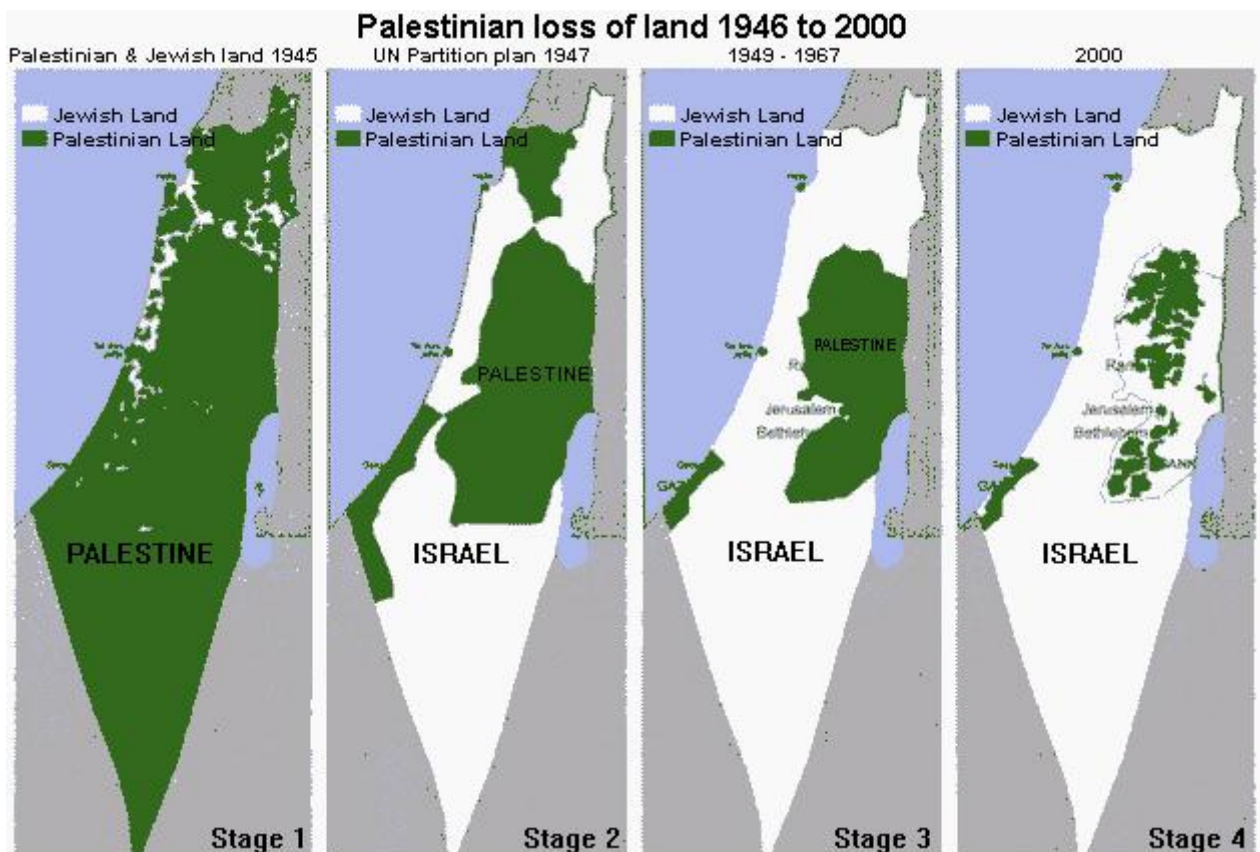 Palestinian loss of land 1946 to 2000
Palestinian & Jewish land 1945
Jewish Land
Palestinian Land
PALESTINE
Stage 1
UN Partition plan 1947
Jewish Land
Palestinian Land
PALESTINE
ISRAEL
Stage 2
1949 - 1967
Jewish Land
Palestinian Land
PALESTINE
Jerusalem
ISRAEL
Stage 3
2000
Jewish Land
Palestinian Land
Jerusalem
Bethlehem
ISRAEL
Stage 4